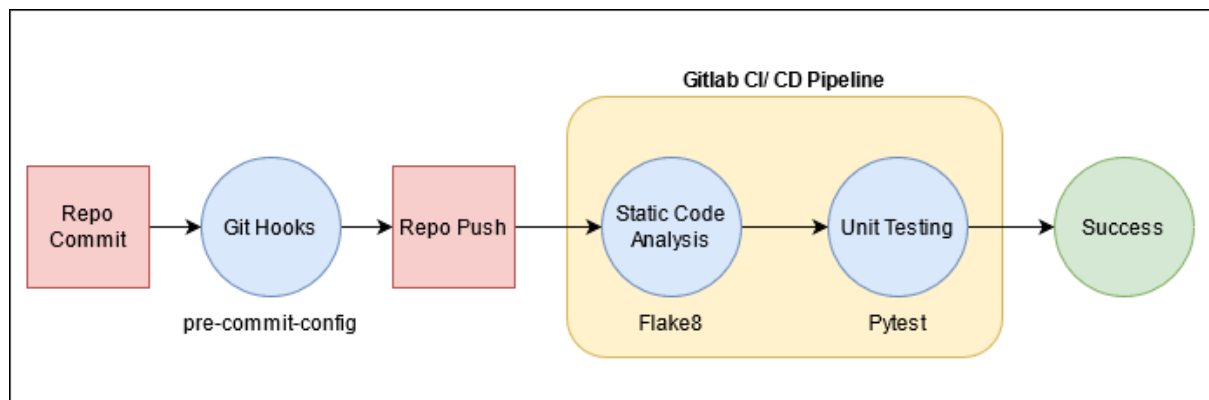 Gitlab CI/ CD Pipeline
Repo
Commit
Git Hooks
Repo Push
Static Code
Analysis
Unit Testing
Success
pre-commit-config
Flake8
Pytest